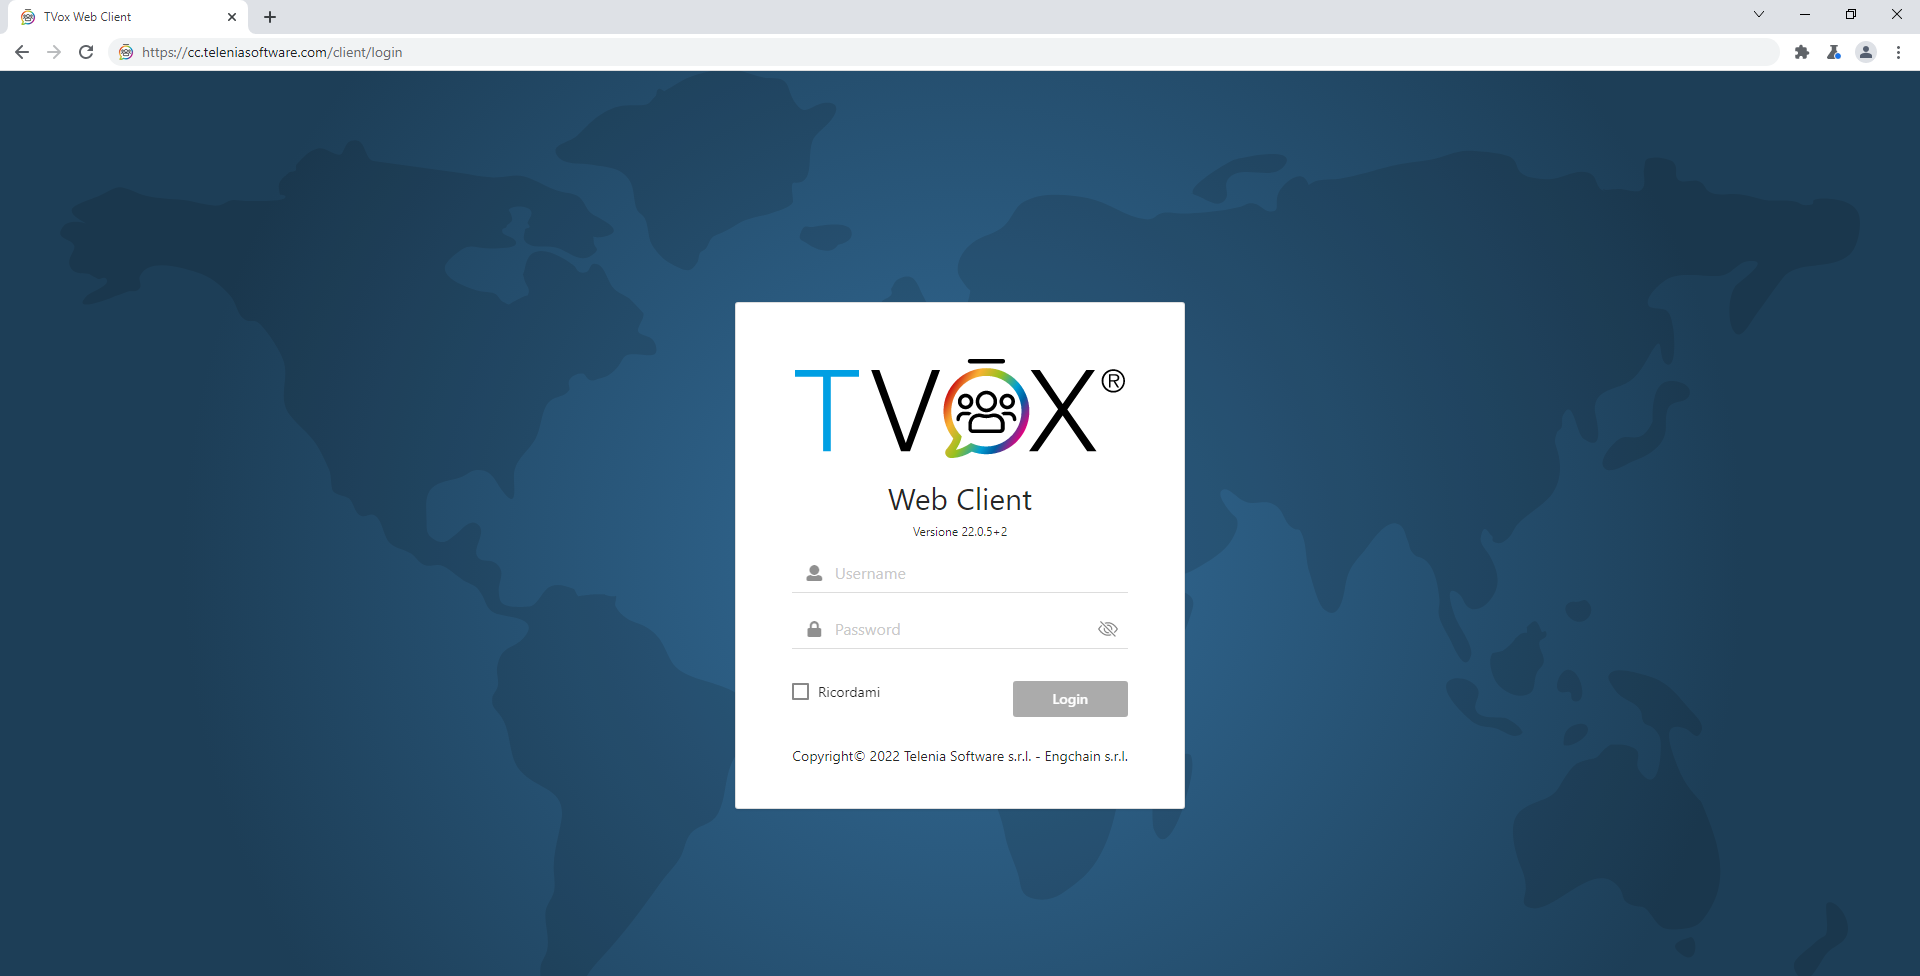 TVox Web Client
https://cc.teleniasoftware.com/client/login
TVOX®
Web Client
Versione 22.0.5+2
Username
Password
Ricordami
Login
Copyright© 2022 Telenia Software s.r.l. - Engchain s.r.l.